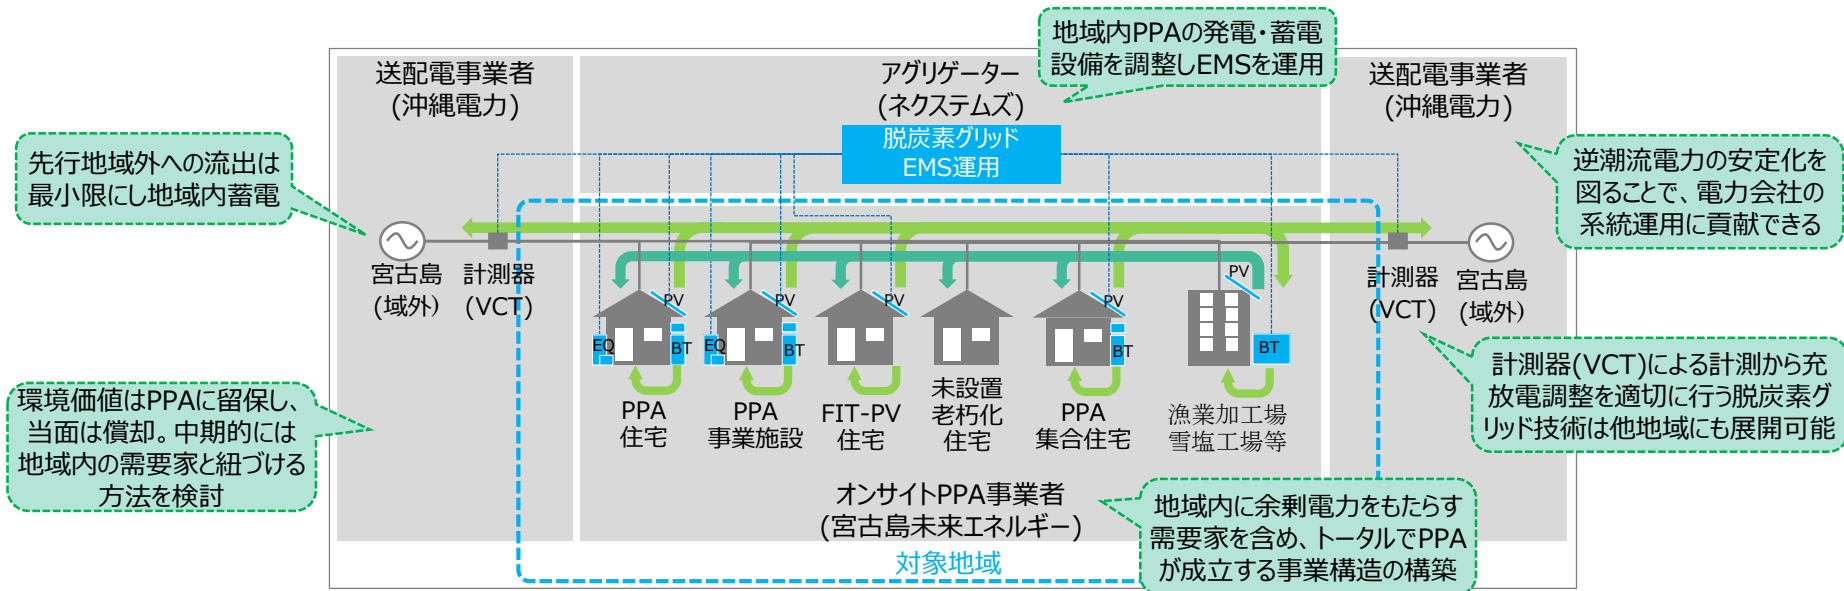 地域内PPAの発電・蓄電
設備を調整しEMSを運用
送配電事業者
(沖縄電力)
アグリゲーター
(ネクステムズ)
送配電事業者
(沖縄電力)
脱炭素グリッド
EMS運用
先行地域外への流出は
最小限にし地域内蓄電
逆潮流電力の安定化を
図ることで、電力会社の
系統運用に貢献できる
宮古島
(域外)
計測器
(VCT)
計測器
(VCT)
宮古島
(域外)
PV
PV
PV
PV
PV
EQ
BT
EQ
BT
BT
BT
PPA
住宅
PPA
事業施設
FIT-PV
住宅
未設置
老朽化
住宅
PPA
集合住宅
漁業加工場
雪塩工場等
計測器(VCT)による計測から充
放電調整を適切に行う脱炭素グ
リッド技術は他地域にも展開可能
環境価値はPPAに留保し、
当面は償却。中期的には
地域内の需要家と紐づける
方法を検討
オンサイトPPA事業者
(宮古島未来エネルギー)
地域内に余剰電力をもたらす
需要家を含め、トータルでPPA
が成立する事業構造の構築
対象地域